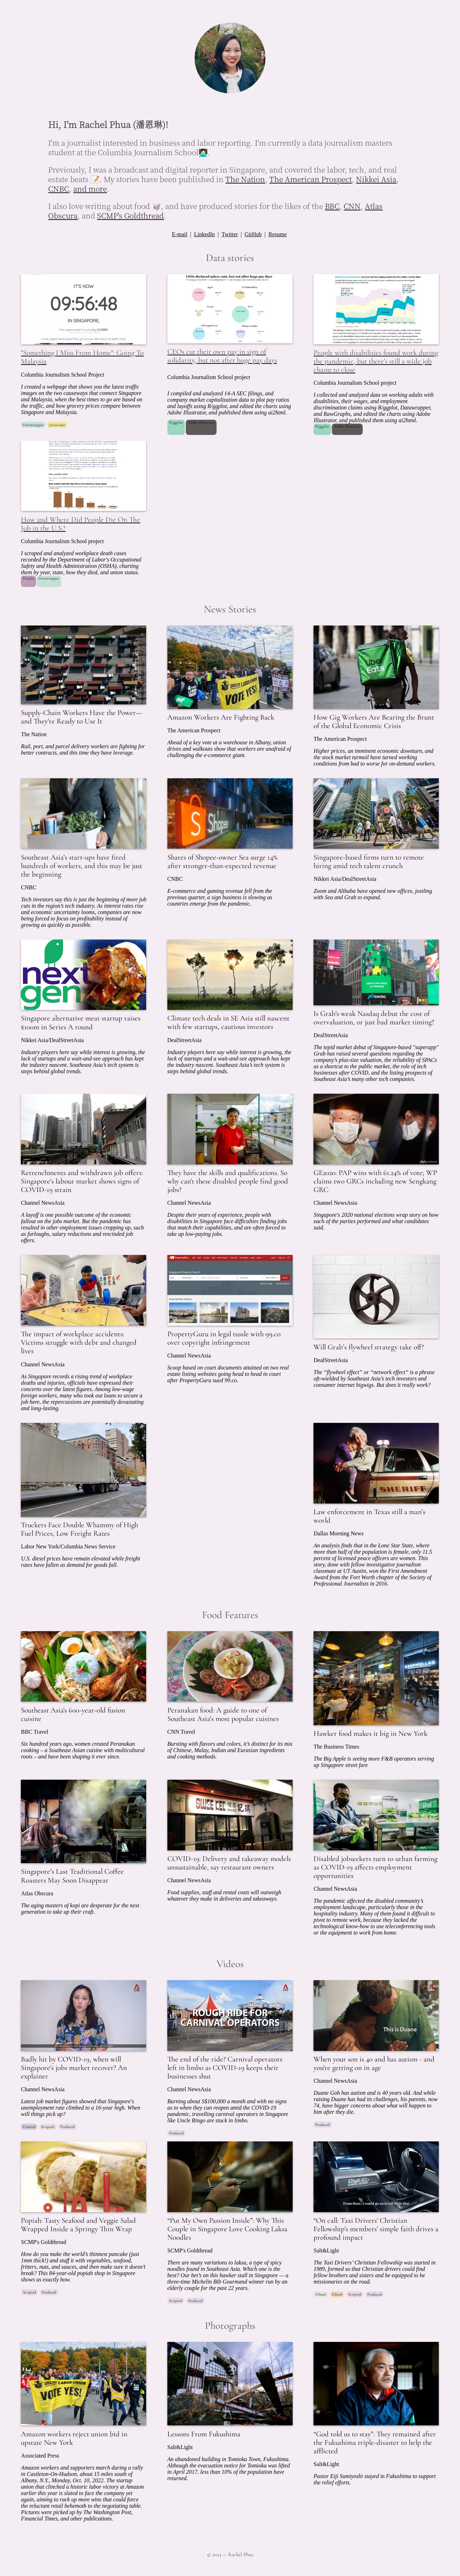 Hi, I'm Rachel Phua (潘恩琳)!
I'm a journalist interested in business and labor reporting. I'm currently a data journalism masters
student at the Columbia Journalism School👩🏻‍💻.
Previously, I was a broadcast and digital reporter in Singapore, and covered the labor, tech, and real
estate beats 📝. My stories have been published in The Nation, The American Prospect, Nikkei Asia,
CNBC, and more.
I also love writing about food 🥡, and have produced stories for the likes of the BBC, CNN, Atlas
Obscura, and SCMP's Goldthread.
E-mail | LinkedIn | Twitter | GitHub | Resume
Data stories
IT'S NOW
09:56:48
IN SINGAPORE
"Something I Miss From Home": Going To
Malaysia
Columbia Journalism School Project
I created a webpage that pulls up the latest traffic
images on the two causeways that connect Singapore
and Malaysia, when the best times to go are based on
the traffic, and how grocery prices compare between
Singapore and Malaysia.
Datawrapper Javascript
CEOs cut their own pay in sign of
solidarity, but not after huge pay days
Columbia Journalism School project
I compiled and analyzed 14A SEC filings, and
company market capitalization data to plot pay ratios
and layoffs using R/ggplot, and edited the charts using
Adobe Illustrator, and published them using ai2html.
R/ggplot Adobe Illustrator
People with disabilities found work during
the pandemic, but there's still a wide job
chasm to close
Columbia Journalism School project
I collected and analyzed data on working adults with
disabilities, their wages, and employment
discrimination claims using R/ggplot, Datawrapper,
and RawGraphs, and edited the charts using Adobe
Illustrator, and published them using ai2html.
R/ggplot Adobe Illustrator
How and Where Did People Die On The
Job in the U.S.?
Columbia Journalism School project
I scraped and analyzed workplace death cases
recorded by the Department of Labor's Occupational
Safety and Health Administration (OSHA), charting
them by year, state, how they died, and union status.
Pandas Datawrapper
News Stories
Supply-Chain Workers Have the Power—
and They're Ready to Use It
The Nation
Rail, port, and parcel delivery workers are fighting for
better contracts, and this time they have leverage.
VOTE YES!
Amazon Workers Are Fighting Back
The American Prospect
Ahead of a key vote at a warehouse in Albany, union
drives and walkouts show that workers are unafraid of
challenging the e-commerce giant.
Uber
Eats
How Gig Workers Are Bearing the Brunt
of the Global Economic Crisis
The American Prospect
Higher prices, an imminent economic downturn, and
the stock market turmoil have turned working
conditions from bad to worse for on-demand workers.
Southeast Asia's start-ups have fired
hundreds of workers, and this may be just
the beginning
CNBC
Tech investors say this is just the beginning of more job
cuts in the region's tech industry. As interest rates rise
and economic uncertainty looms, companies are now
being forced to focus on profitability instead of
growing as quickly as possible.
Shopee
Shares of Shopee-owner Sea surge 14%
after stronger-than-expected revenue
CNBC
E-commerce and gaming revenue fell from the
previous quarter, a sign business is slowing as
countries emerge from the pandemic.
Singapore-based firms turn to remote
hiring amid tech talent crunch
Nikkei Asia/DealStreetAsia
Zoom and Alibaba have opened new offices, jostling
with Sea and Grab to expand.
next
gen
Singapore alternative meat startup raises
$100m in Series A round
Nikkei Asia/DealStreetAsia
Industry players here say while interest is growing, the
lack of startups and a wait-and-see approach has kept
the industry nascent. Southeast Asia's tech system is
steps behind global trends.
Climate tech deals in SE Asia still nascent
with few startups, cautious investors
DealStreetAsia
Industry players here say while interest is growing, the
lack of startups and a wait-and-see approach has kept
the industry nascent. Southeast Asia's tech system is
steps behind global trends.
Is Grab's weak Nasdaq debut the cost of
overvaluation, or just bad market timing?
DealStreetAsia
The tepid market debut of Singapore-based "superapp"
Grab has raised several questions regarding the
company's plus-size valuation, the reliability of SPACs
as a shortcut to the public market, the role of tech
businesses after COVID, and the listing prospects of
Southeast Asia's many other tech companies.
Retrenchments and withdrawn job offers:
Singapore's labour market shows signs of
COVID-19 strain
Channel NewsAsia
A layoff is one possible outcome of the economic
fallout on the jobs market. But the pandemic has
resulted in other employment issues cropping up, such
as furloughs, salary reductions and rescinded job
offers.
They have the skills and qualifications. So
why can't these disabled people find good
jobs?
Channel NewsAsia
Despite their years of experience, people with
disabilities in Singapore face difficulties finding jobs
that match their capabilities, and are often forced to
take up low-paying jobs.
GE2020: PAP wins with 61.24% of vote; WP
claims two GRCs including new Sengkang
GRC
Channel NewsAsia
Singapore's 2020 national elections wrap story on how
each of the parties performed and what candidates
said.
The impact of workplace accidents:
Victims struggle with debt and changed
lives
Channel NewsAsia
As Singapore records a rising trend of workplace
deaths and injuries, officials have expressed their
concerns over the latest figures. Among low-wage
foreign workers, many who took out loans to secure a
job here, the repercussions are potentially devastating
and long-lasting.
PropertyGuru in legal tussle with 99.co
over copyright infringement
Channel NewsAsia
Scoop based on court documents attained on two real
estate listing websites going head to head in court
after PropertyGuru sued 99.co.
Will Grab's flywheel strategy take off?
DealStreetAsia
The "flywheel effect" or "network effect" is a phrase
oft-wielded by Southeast Asia's tech investors and
consumer internet bigwigs. But does it really work?
Truckers Face Double Whammy of High
Fuel Prices, Low Freight Rates
Labor New York/Columbia News Service
U.S. diesel prices have remain elevated while freight
rates have fallen as demand for goods fall.
SHERIFF
Law enforcement in Texas still a man's
world
Dallas Morning News
An analysis finds that in the Lone Star State, where
more than half of the population is female, only 11.5
percent of licensed peace officers are women. This
story, done with fellow investigative journalism
classmate at UT Austin, won the First Amendment
Award from the Fort Worth chapter of the Society of
Professional Journalists in 2016.
Food Features
Southeast Asia's 600-year-old fusion
cuisine
BBC Travel
Six hundred years ago, women created Peranakan
cooking – a Southeast Asian cuisine with multicultural
roots – and have been shaping it ever since.
Peranakan food: A guide to one of
Southeast Asia's most popular cuisines
CNN Travel
Bursting with flavors and colors, it's distinct for its mix
of Chinese, Malay, Indian and Eurasian ingredients
and cooking methods.
Hawker food makes it big in New York
The Business Times
The Big Apple is seeing more F&B operators serving
up Singapore street fare
Singapore's Last Traditional Coffee
Roasters May Soon Disappear
Atlas Obscura
The aging masters of kopi are desperate for the next
generation to take up their craft.
COVID-19: Delivery and takeaway models
unsustainable, say restaurant owners
Channel NewsAsia
Food supplies, staff and rental costs will outweigh
whatever they make in deliveries and takeaways.
Disabled jobseekers turn to urban farming
as COVID-19 affects employment
opportunities
Channel NewsAsia
The pandemic affected the disabled community's
employment landscape, particularly those in the
hospitality industry. Many of them found it difficult to
pivot to remote work, because they lacked the
technological know-how to use teleconferencing tools
or the equipment to work from home.
Videos
Badly hit by COVID-19, when will
Singapore's jobs market recover? An
explainer
Channel NewsAsia
Latest job market figures showed that Singapore's
unemployment rate climbed to a 16-year high. When
will things pick up?
Fronted Scripted Produced
ROUGH RIDE FOR
CARNIVAL OPERATORS
The end of the ride? Carnival operators
left in limbo as COVID-19 keeps their
businesses shut
Channel NewsAsia
Burning about S$100,000 a month and with no signs
as to when they can reopen amid the COVID-19
pandemic, travelling carnival operators in Singapore
like Uncle Ringo are stuck in limbo.
Produced
This is Duane
When your son is 40 and has autism - and
you're getting on in age
Channel NewsAsia
Duane Goh has autism and is 40 years old. And while
raising Duane has had its challenges, his parents, now
74, have bigger concerns about what will happen to
him after they die.
Produced
Popiah: Tasty Seafood and Veggie Salad
Wrapped Inside a Springy Thin Wrap
SCMP's Goldthread
How do you make the world's thinnest pancake (just
1mm thick!) and stuff it with vegetables, seafood,
fritters, nuts, and sauces, and then make sure it doesn't
break? This 84-year-old popiah shop in Singapore
shows us exactly how.
Scripted Produced
"Put My Own Passion Inside": Why This
Couple in Singapore Love Cooking Laksa
Noodles
SCMP's Goldthread
There are many variations to laksa, a type of spicy
noodles found in Southeast Asia. Which one is the
best? Our bet's on this hawker stall in Singapore — a
three-time Michelin Bib Gourmand winner run by an
elderly couple for the past 22 years.
Scripted Produced
"On call: Taxi Drivers' Christian
Fellowship's members' simple faith drives a
profound impact
Salt&Light
The Taxi Drivers' Christian Fellowship was started in
1989, formed so that Christian drivers could find
fellow brothers and sisters and be equipped to be
missionaries on the road.
Filmed Edited Scripted Produced
Photographs
VOTE YES!
Amazon workers reject union bid in
upstate New York
Associated Press
Amazon workers and supporters march during a rally
in Castleton-On-Hudson, about 15 miles south of
Albany, N.Y., Monday, Oct. 10, 2022. The startup
union that clinched a historic labor victory at Amazon
earlier this year is slated to face the company yet
again, aiming to rack up more wins that could force
the reluctant retail behemoth to the negotiating table.
Pictures were picked up by The Washington Post,
Financial Times, and other publications.
Lessons From Fukushima
Salt&Light
An abandoned building in Tomioka Town, Fukushima.
Although the evacuation notice for Tomioka was lifted
in April 2017, less than 10% of the population have
returned.
"God told us to stay": They remained after
the Fukushima triple-disaster to help the
afflicted
Salt&Light
Pastor Eiji Sumiyoshi stayed in Fukushima to support
the relief efforts.
© 2023 — Rachel Phua